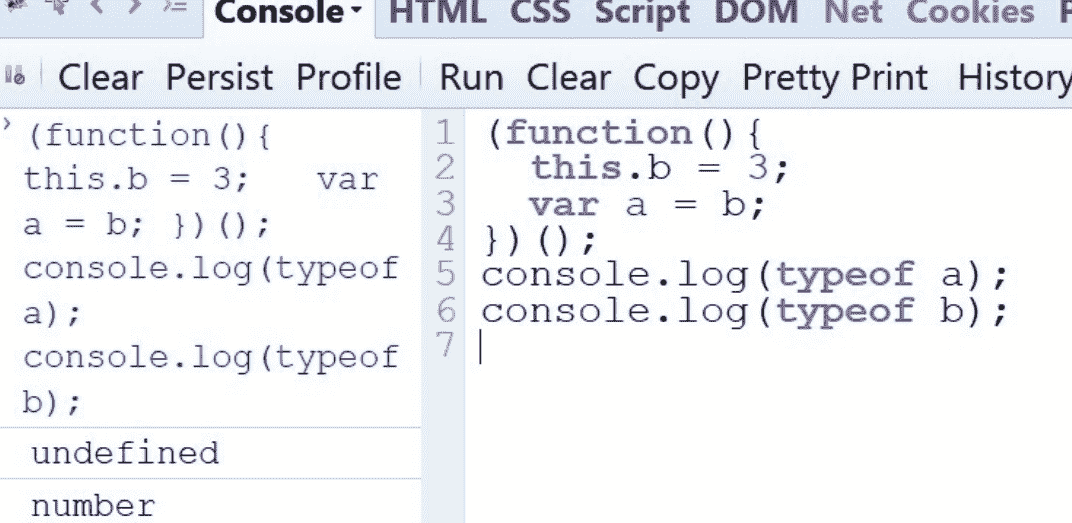 Console HTML CSS Script DOM Net Cookies
Clear Persist Profile Run Clear Copy Pretty Print History
(function(){
this.b = 3;   var
a = b; })();
console.log(typeof
a);
console.log(typeof
b);
undefined
number
1 (function(){
2   this.b = 3;
3   var a = b;
4 })();
5 console.log(typeof a);
6 console.log(typeof b);
7